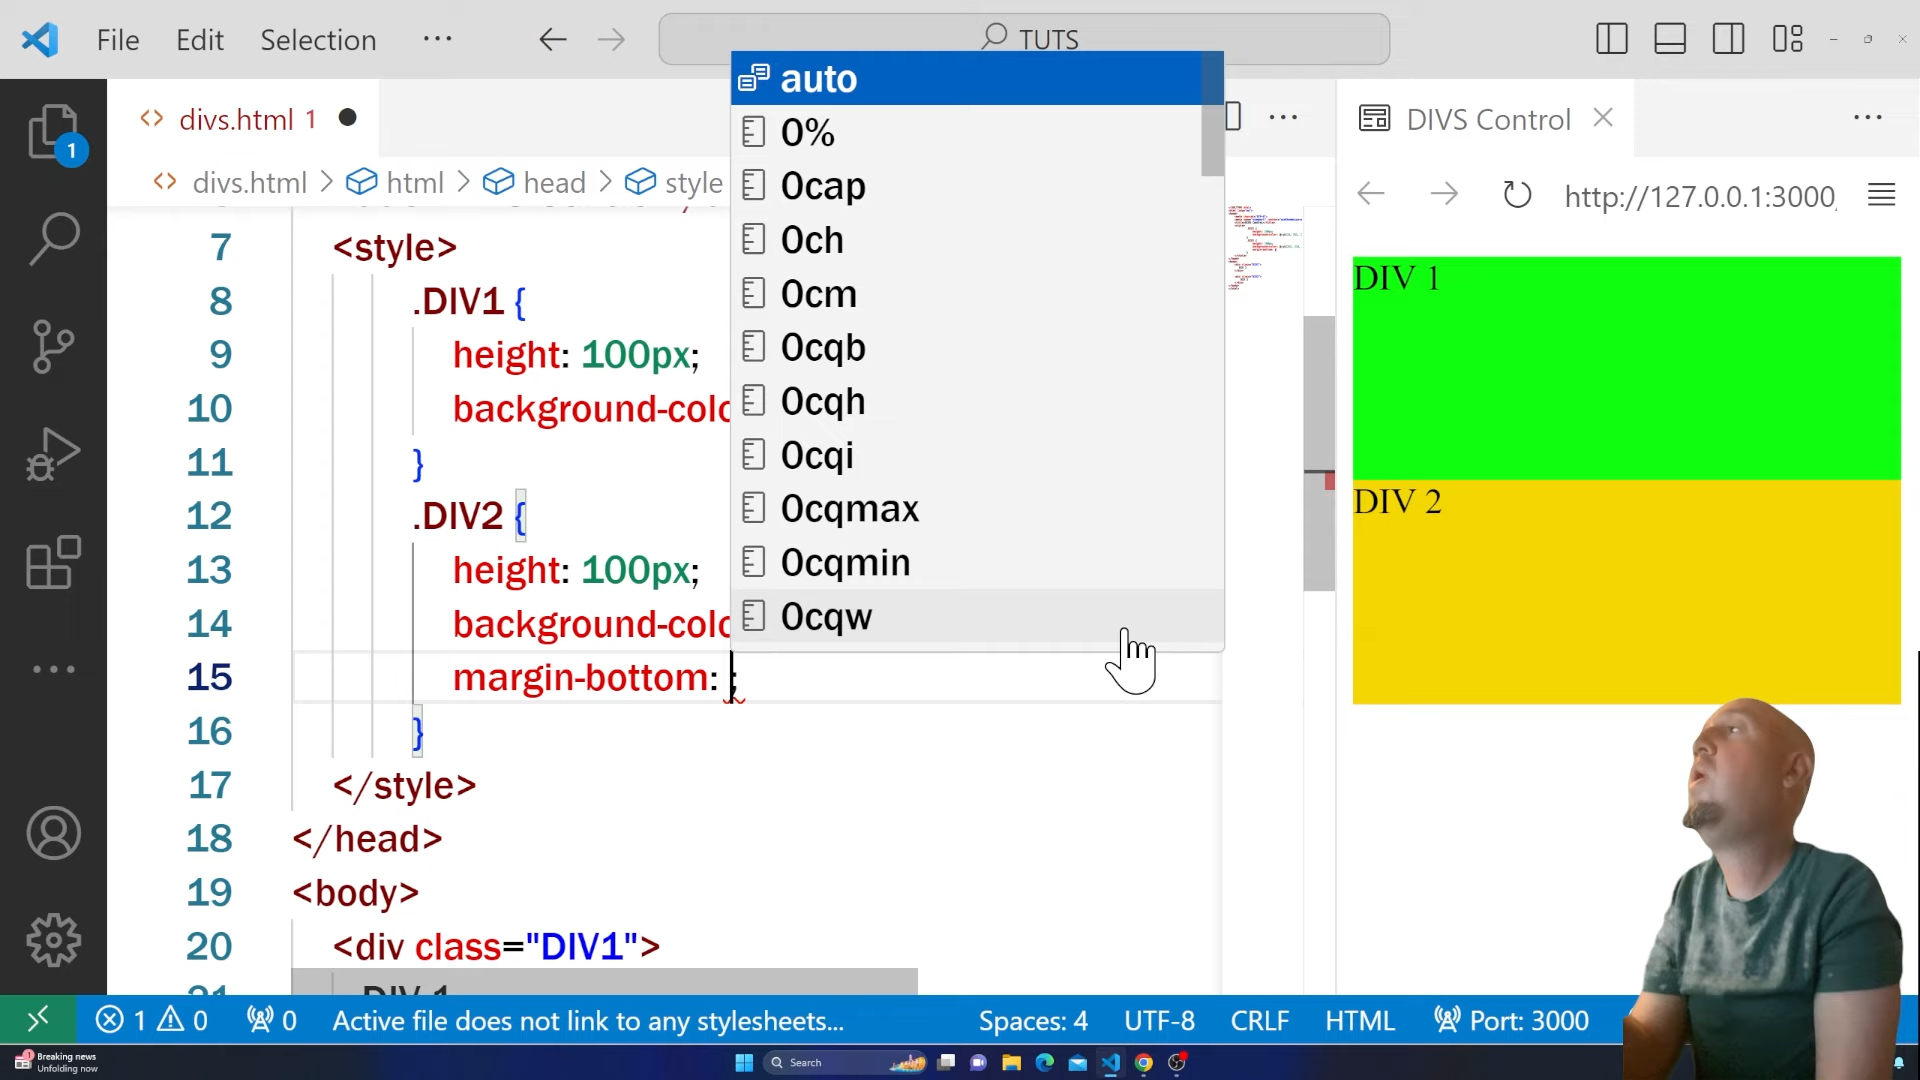 File Edit Selection ···
TUTS
divs.html 1
DIVS Control
divs.html > html > head > style
http://127.0.0.1:3000/
auto
0%
0cap
0ch
0cm
0cqb
0cqh
0cqi
0cqmax
0cqmin
0cqw
7 <style>
8 .DIV1 {
9 height: 100px;
10 background-colo
11 }
12 .DIV2 {
13 height: 100px;
14 background-colo
15 margin-bottom: ;
16 }
17 </style>
18 </head>
19 <body>
20 <div class="DIV1">
21 DIV 1
DIV 1
DIV 2
1
1 0 0 Active file does not link to any stylesheets... Spaces: 4 UTF-8 CRLF HTML Port: 3000
Breaking news
Unfolding now
Search